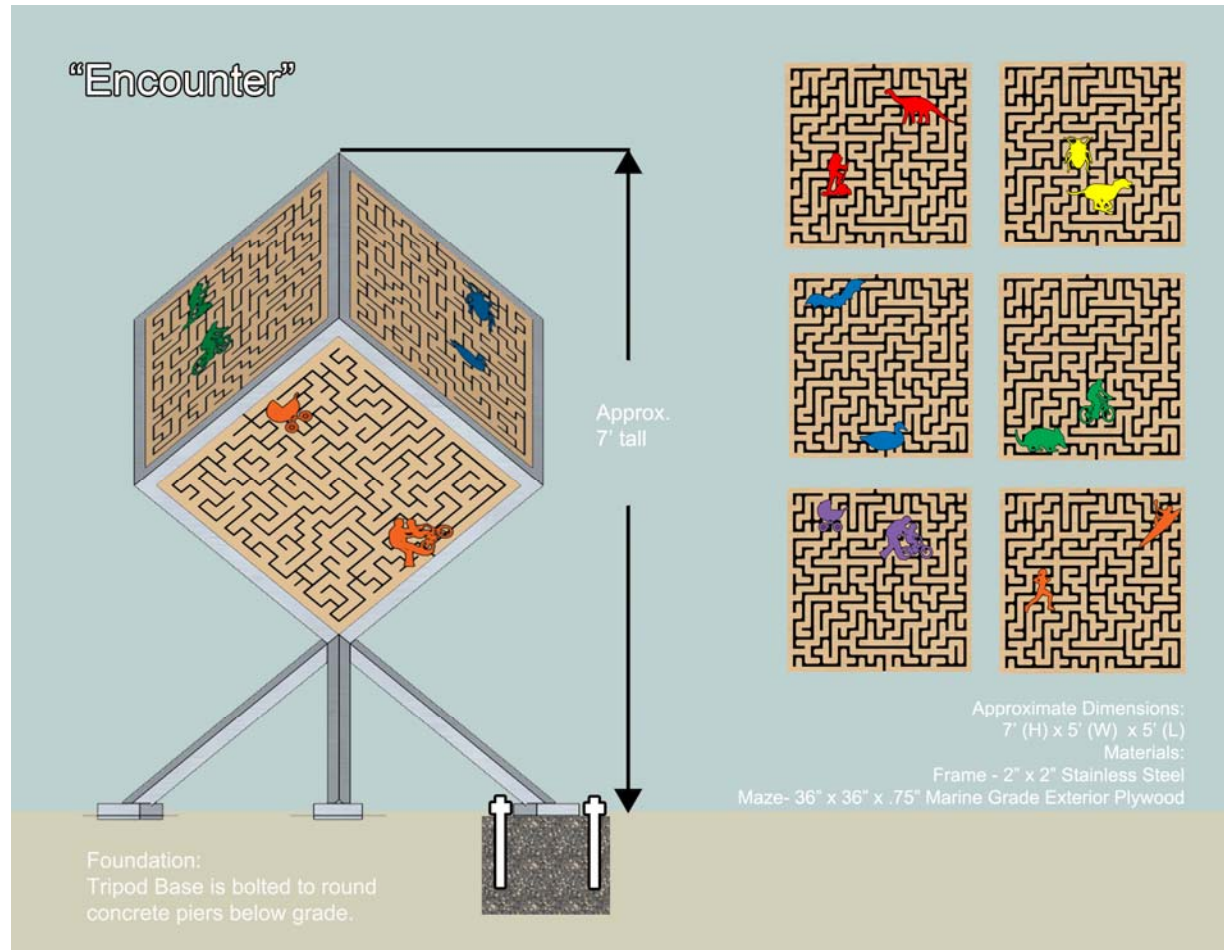 “Encounter”
Approx.
7’ tall
Approximate Dimensions:
7’ (H) x 5’ (W) x 5’ (L)
Materials:
Frame - 2” x 2” Stainless Steel
Maze- 36” x 36” x .75” Marine Grade Exterior Plywood
Foundation:
Tripod Base is bolted to round
concrete piers below grade.